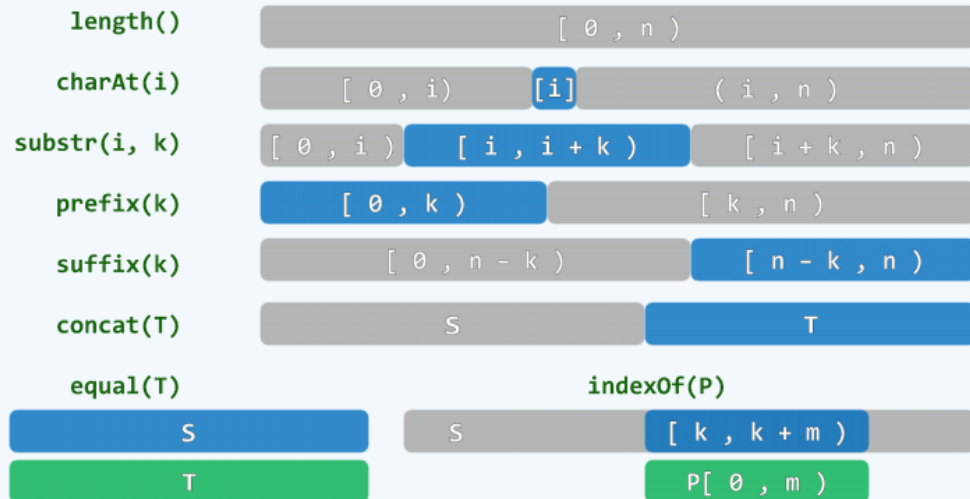 length() [ 0 , n )
charAt(i) [ 0 , i) [i] ( i , n )
substr(i, k) [ 0 , i ) [ i , i + k ) [ i + k , n )
prefix(k) [ 0 , k ) [ k , n )
suffix(k) [ 0 , n - k ) [ n - k , n )
concat(T) S T
equal(T) indexOf(P)
S S [ k , k + m )
T P[ 0 , m )